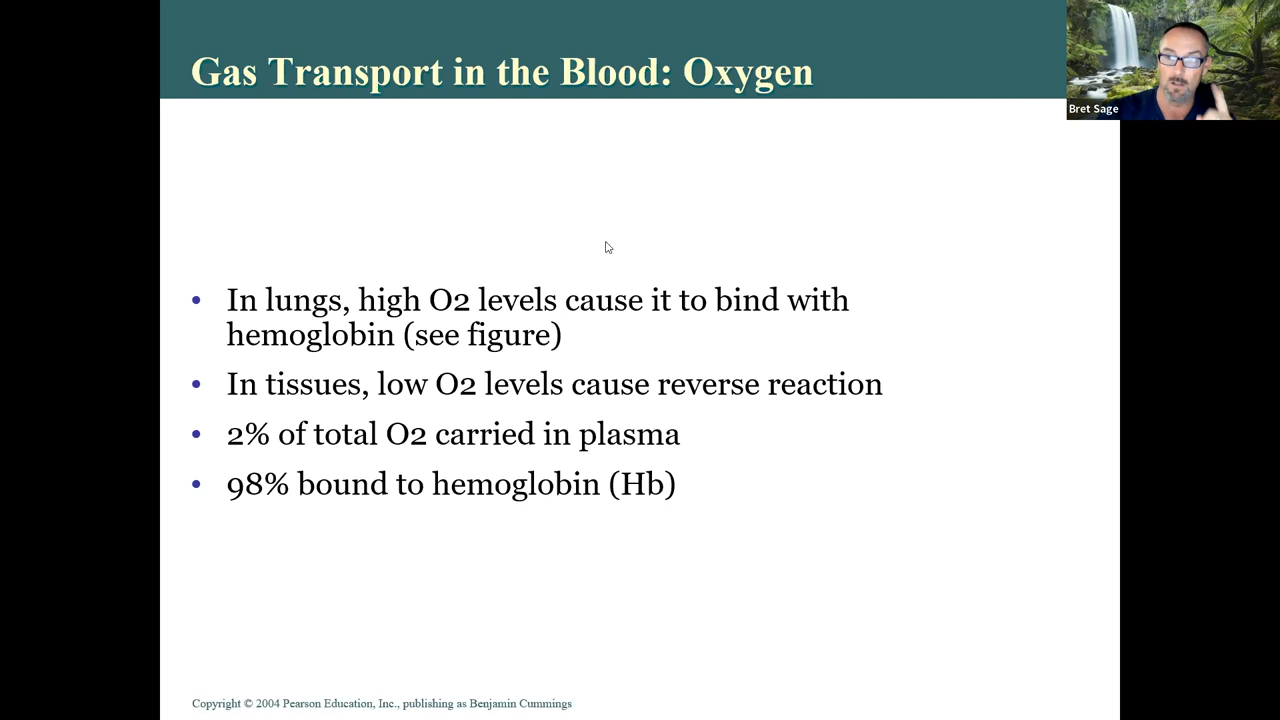 Gas Transport in the Blood: Oxygen
Bret Sage
• In lungs, high O2 levels cause it to bind with
hemoglobin (see figure)
• In tissues, low O2 levels cause reverse reaction
• 2% of total O2 carried in plasma
• 98% bound to hemoglobin (Hb)
Copyright © 2004 Pearson Education, Inc., publishing as Benjamin Cummings